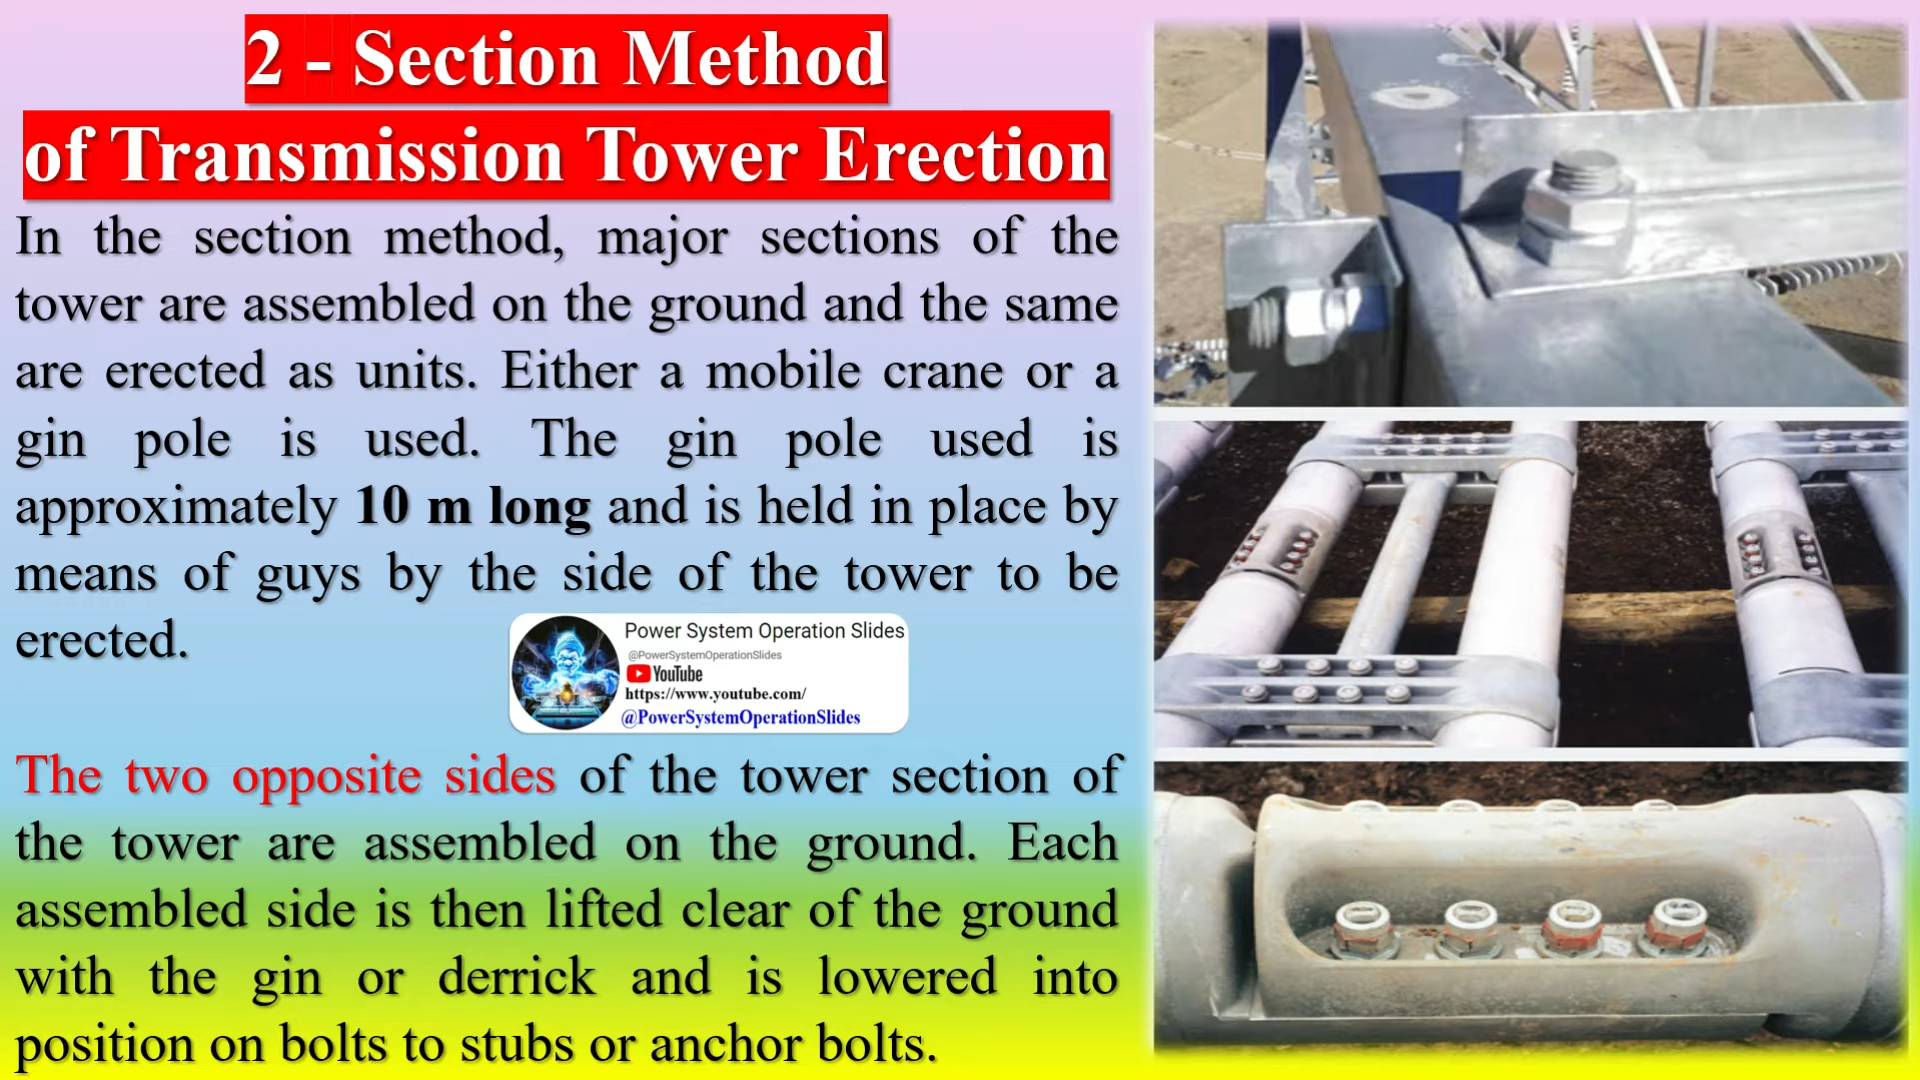 2 - Section Method
of Transmission Tower Erection
In the section method, major sections of the
tower are assembled on the ground and the same
are erected as units. Either a mobile crane or a
gin pole is used. The gin pole used is
approximately 10 m long and is held in place by
means of guys by the side of the tower to be
erected.
Power System Operation Slides
@PowerSystemOperationSlides
YouTube
https://www.youtube.com/
@PowerSystemOperationSlides
The two opposite sides of the tower section of
the tower are assembled on the ground. Each
assembled side is then lifted clear of the ground
with the gin or derrick and is lowered into
position on bolts to stubs or anchor bolts.